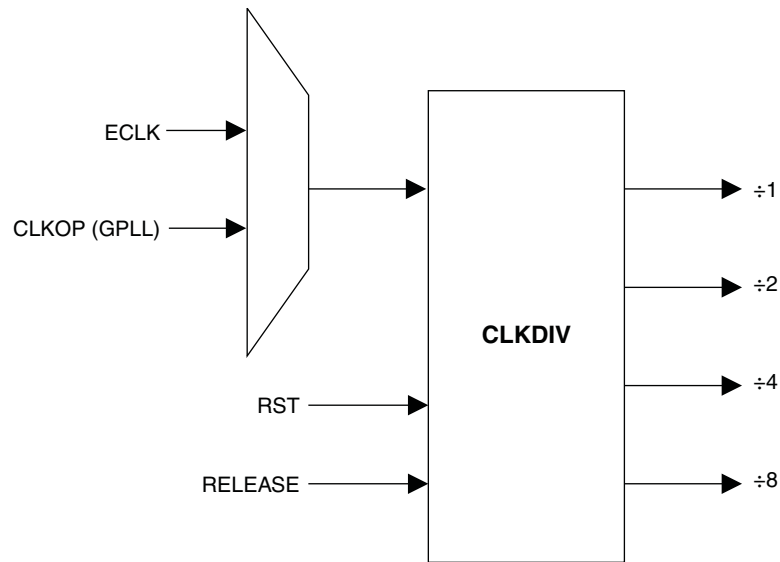 ECLK
CLKOP (GPLL)
RST
RELEASE
CLKDIV
÷1
÷2
÷4
÷8